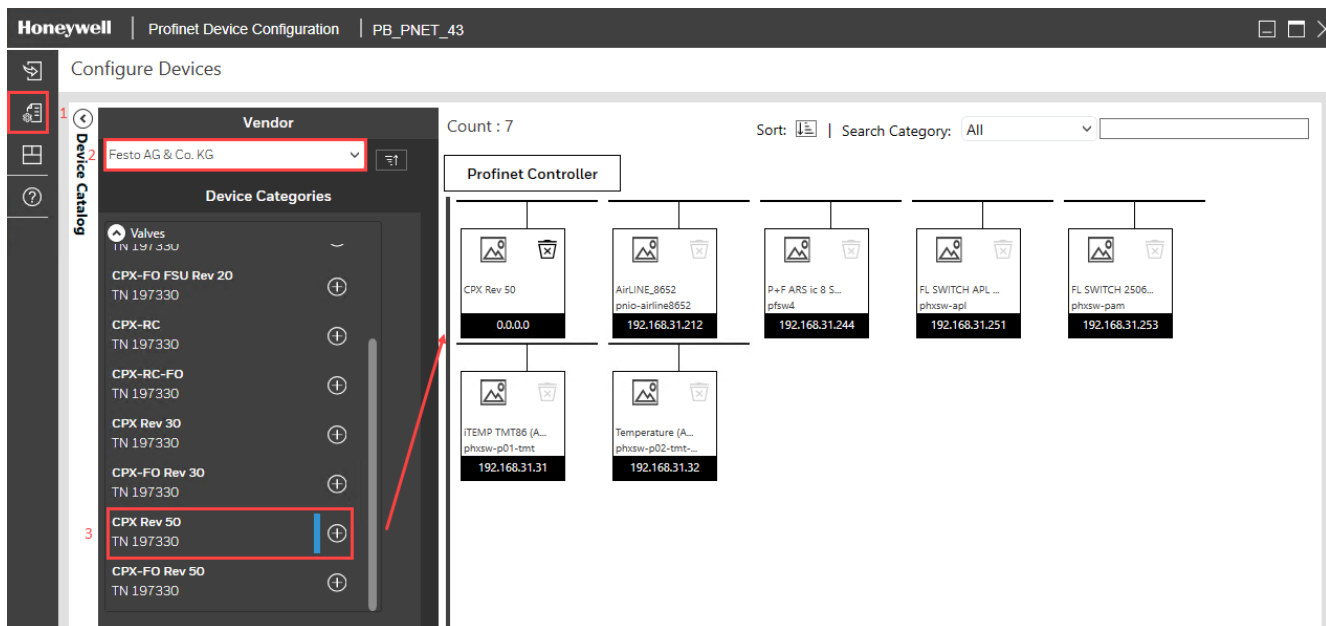 Honeywell | Profinet Device Configuration | PB_PNET_43
Configure Devices
1
Device Catalog
Vendor
2
Festo AG & Co. KG
Device Categories
Valves
TN 197330
CPX-FO FSU Rev 20
TN 197330
CPX-RC
TN 197330
CPX-RC-FO
TN 197330
CPX Rev 30
TN 197330
CPX-FO Rev 30
TN 197330
3
CPX Rev 50
TN 197330
CPX-FO Rev 50
TN 197330
Count : 7
Sort: | Search Category: All
Profinet Controller
CPX Rev 50
0.0.0.0
AirLINE_8652
pnio-airline8652
192.168.31.212
P+F ARS ic 8 S...
pfsw4
192.168.31.244
FL SWITCH APL ...
phxsw-apl
192.168.31.251
FL SWITCH 2506...
phxsw-pam
192.168.31.253
iTEMP TMT86 (A...
phxsw-p01-tmt
192.168.31.31
Temperature (A...
phxsw-p02-tmt-...
192.168.31.32